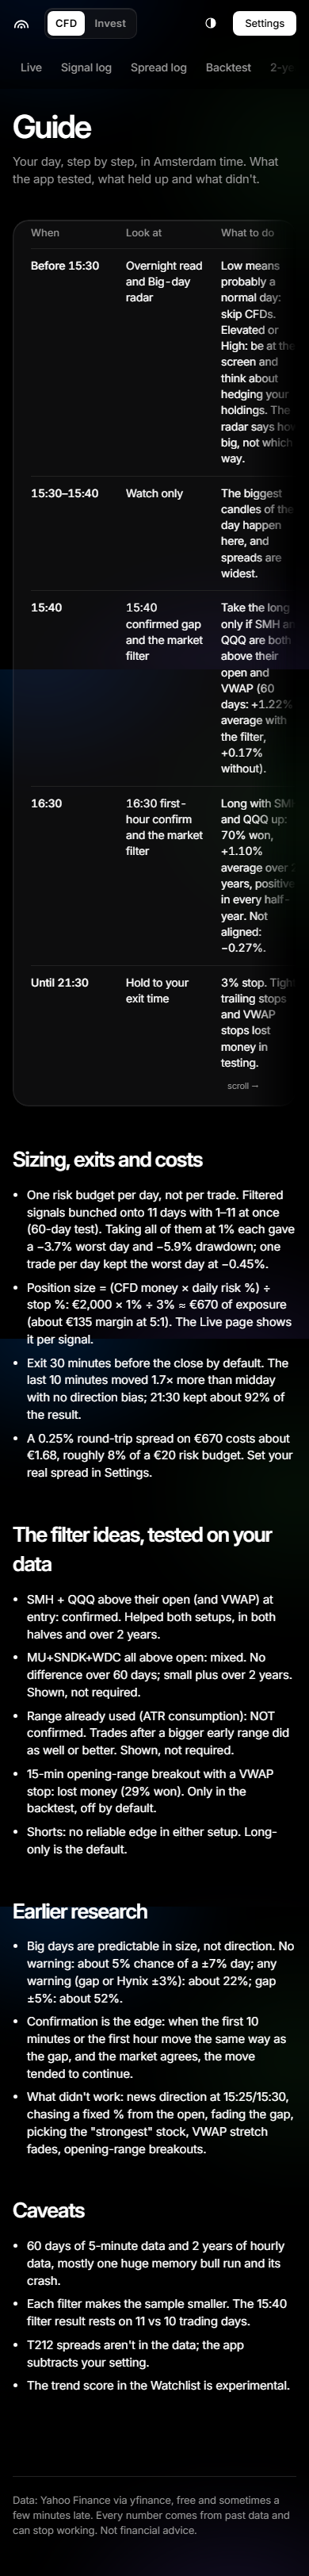 CFD Invest Settings
Live Signal log Spread log Backtest 2-ye
Guide
Your day, step by step, in Amsterdam time. What
the app tested, what held up and what didn't.
When Look at What to do
Before 15:30
Overnight read
and Big-day
radar
Low means
probably a
normal day:
skip CFDs.
Elevated or
High: be at the
screen and
think about
hedging your
holdings. The
radar says how
big, not which
way.
15:30–15:40
Watch only
The biggest
candles of the
day happen
here, and
spreads are
widest.
15:40
15:40
confirmed gap
and the market
filter
Take the long
only if SMH an
QQQ are both
above their
open and
VWAP (60
days: +1.22%
average with
the filter,
+0.17%
without).
16:30
16:30 first-
hour confirm
and the market
filter
Long with SM
and QQQ up:
70% won,
+1.10%
average over
years, positive
in every half-
year. Not
aligned:
−0.27%.
Until 21:30
Hold to your
exit time
3% stop. Tight
trailing stops
and VWAP
stops lost
money in
testing.
scroll →
Sizing, exits and costs
• One risk budget per day, not per trade. Filtered
signals bunched onto 11 days with 1–11 at once
(60-day test). Taking all of them at 1% each gave
a −3.7% worst day and −5.9% drawdown; one
trade per day kept the worst day at −0.45%.
• Position size = (CFD money × daily risk %) ÷
stop %: €2,000 × 1% ÷ 3% ≈ €670 of exposure
(about €135 margin at 5:1). The Live page shows
it per signal.
• Exit 30 minutes before the close by default. The
last 10 minutes moved 1.7× more than midday
with no direction bias; 21:30 kept about 92% of
the result.
• A 0.25% round-trip spread on €670 costs about
€1.68, roughly 8% of a €20 risk budget. Set your
real spread in Settings.
The filter ideas, tested on your
data
• SMH + QQQ above their open (and VWAP) at
entry: confirmed. Helped both setups, in both
halves and over 2 years.
• MU+SNDK+WDC all above open: mixed. No
difference over 60 days; small plus over 2 years.
Shown, not required.
• Range already used (ATR consumption): NOT
confirmed. Trades after a bigger early range did
as well or better. Shown, not required.
• 15-min opening-range breakout with a VWAP
stop: lost money (29% won). Only in the
backtest, off by default.
• Shorts: no reliable edge in either setup. Long-
only is the default.
Earlier research
• Big days are predictable in size, not direction. No
warning: about 5% chance of a ±7% day; any
warning (gap or Hynix ±3%): about 22%; gap
±5%: about 52%.
• Confirmation is the edge: when the first 10
minutes or the first hour move the same way as
the gap, and the market agrees, the move
tended to continue.
• What didn't work: news direction at 15:25/15:30,
chasing a fixed % from the open, fading the gap,
picking the "strongest" stock, VWAP stretch
fades, opening-range breakouts.
Caveats
• 60 days of 5-minute data and 2 years of hourly
data, mostly one huge memory bull run and its
crash.
• Each filter makes the sample smaller. The 15:40
filter result rests on 11 vs 10 trading days.
• T212 spreads aren't in the data; the app
subtracts your setting.
• The trend score in the Watchlist is experimental.
Data: Yahoo Finance via yfinance, free and sometimes a
few minutes late. Every number comes from past data and
can stop working. Not financial advice.